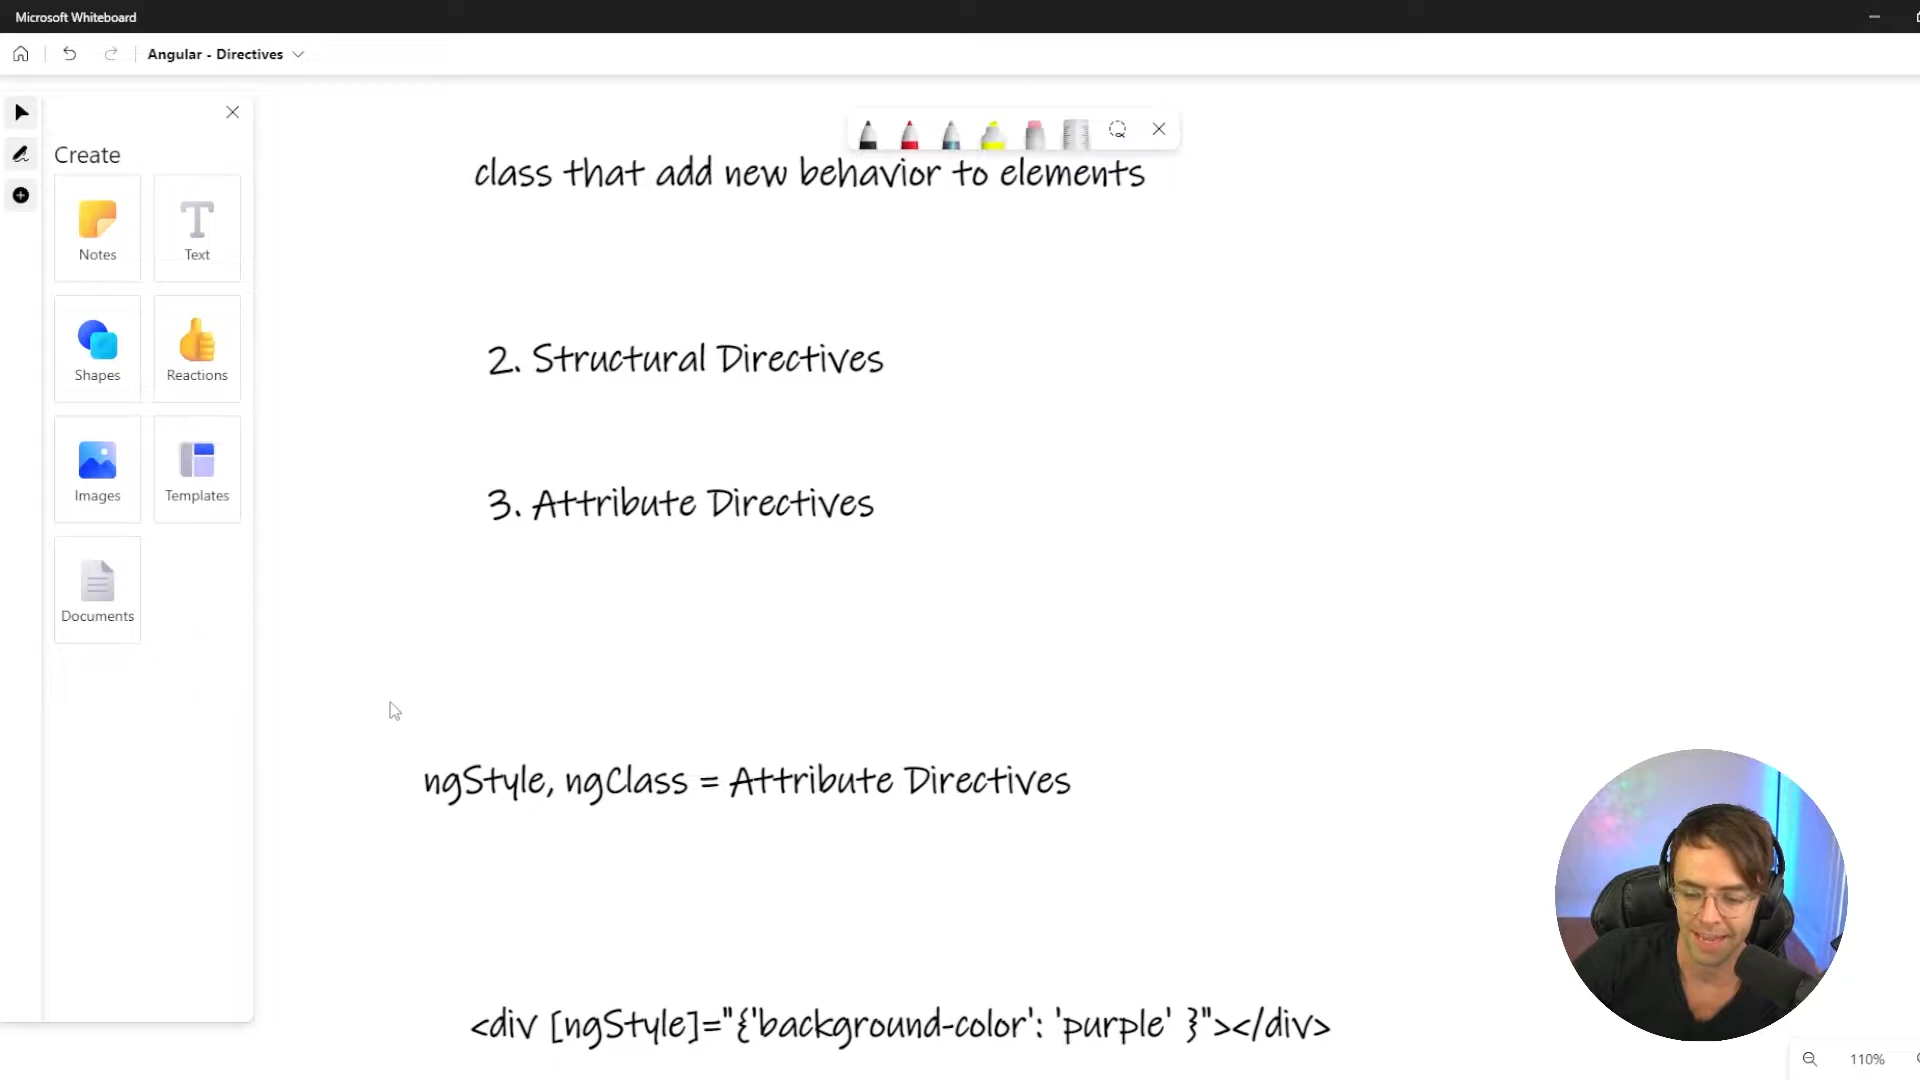 Microsoft Whiteboard
Angular - Directives
Create
Notes
Text
Shapes
Reactions
Images
Templates
Documents
class that add new behavior to elements
2. Structural Directives
3. Attribute Directives
ngStyle, ngClass = Attribute Directives
<div [ngStyle]="{'background-color': 'purple' }"></div>
110%